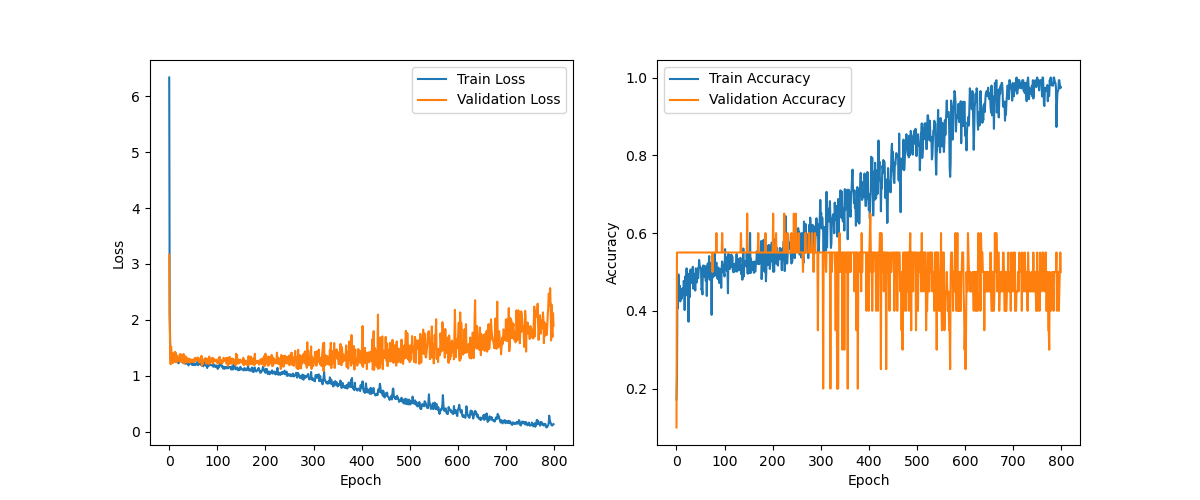 Train Loss
Validation Loss
6
5
4
3
2
1
0
Loss
0 100 200 300 400 500 600 700 800
Epoch
Train Accuracy
Validation Accuracy
1.0
0.8
0.6
0.4
0.2
Accuracy
0 100 200 300 400 500 600 700 800
Epoch